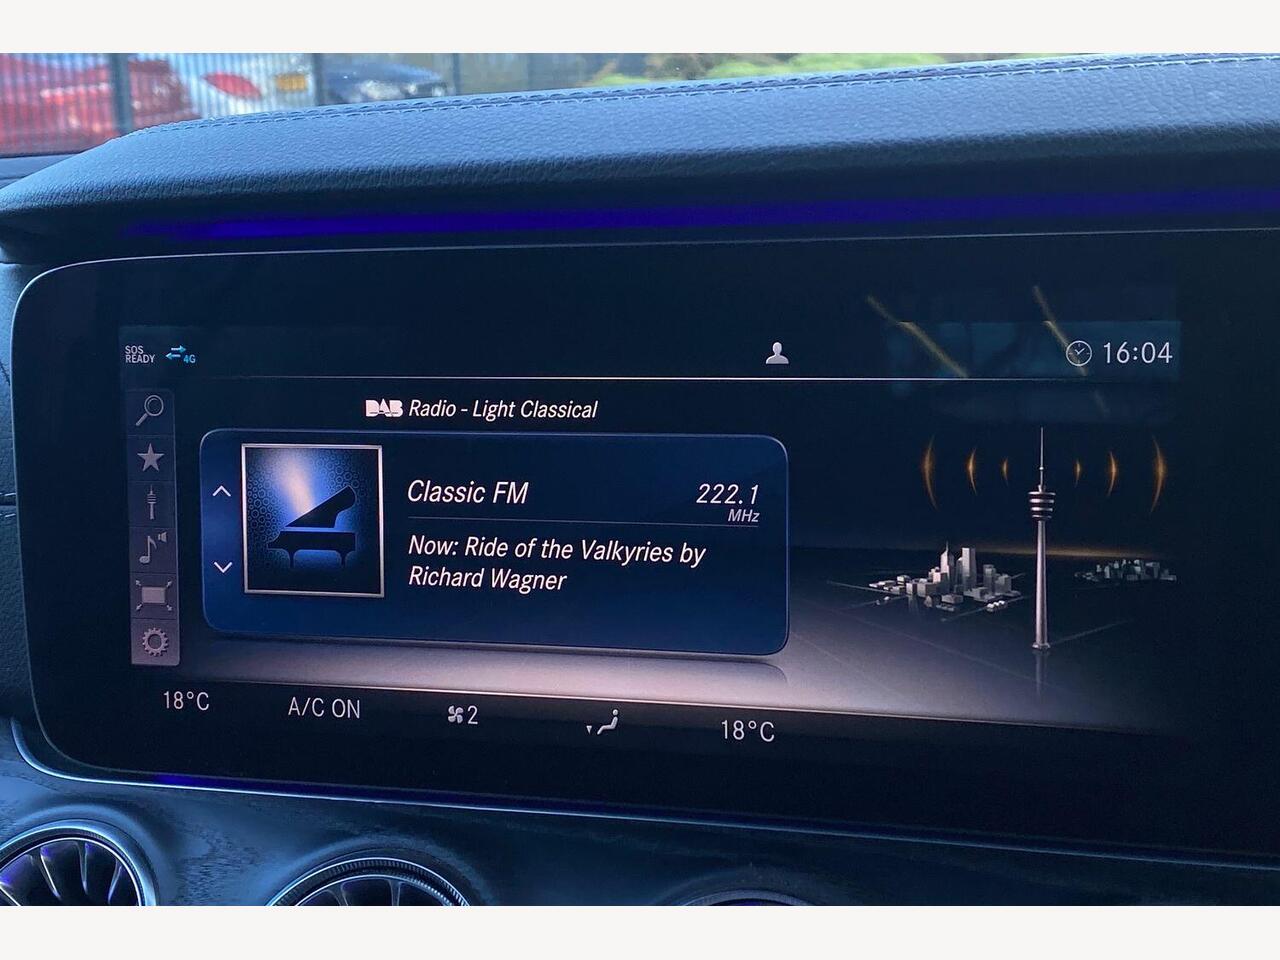 SOS
READY
4G
16:04
DAB Radio - Light Classical
Classic FM
222.1
MHz
Now: Ride of the Valkyries by
Richard Wagner
18°C
A/C ON
2
18°C